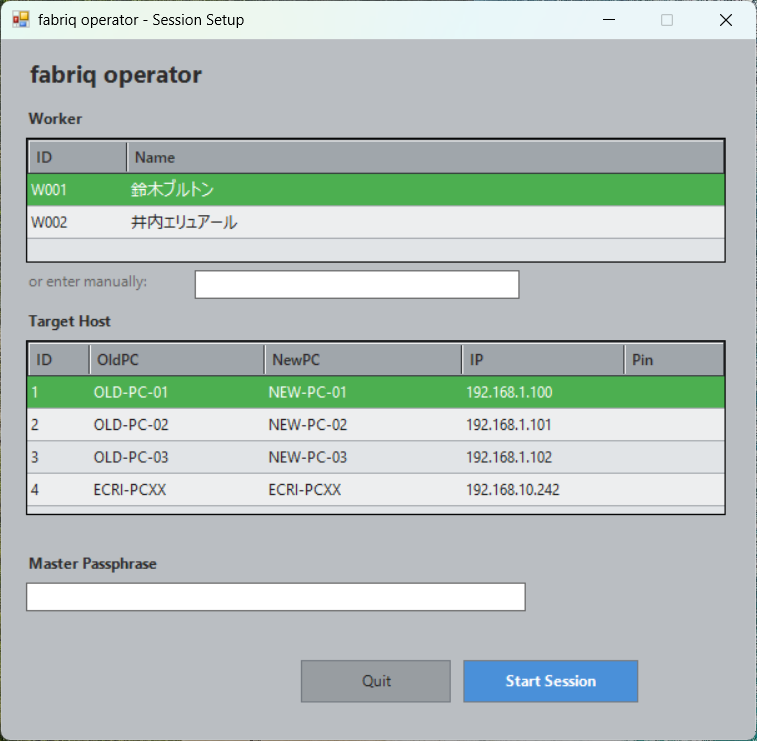 fabriq operator - Session Setup
fabriq operator
Worker
ID Name
W001 鈴木ブルトン
W002 井内エリュアール
or enter manually:
Target Host
ID OldPC NewPC IP Pin
1 OLD-PC-01 NEW-PC-01 192.168.1.100
2 OLD-PC-02 NEW-PC-02 192.168.1.101
3 OLD-PC-03 NEW-PC-03 192.168.1.102
4 ECRI-PCXX ECRI-PCXX 192.168.10.242
Master Passphrase
Quit Start Session